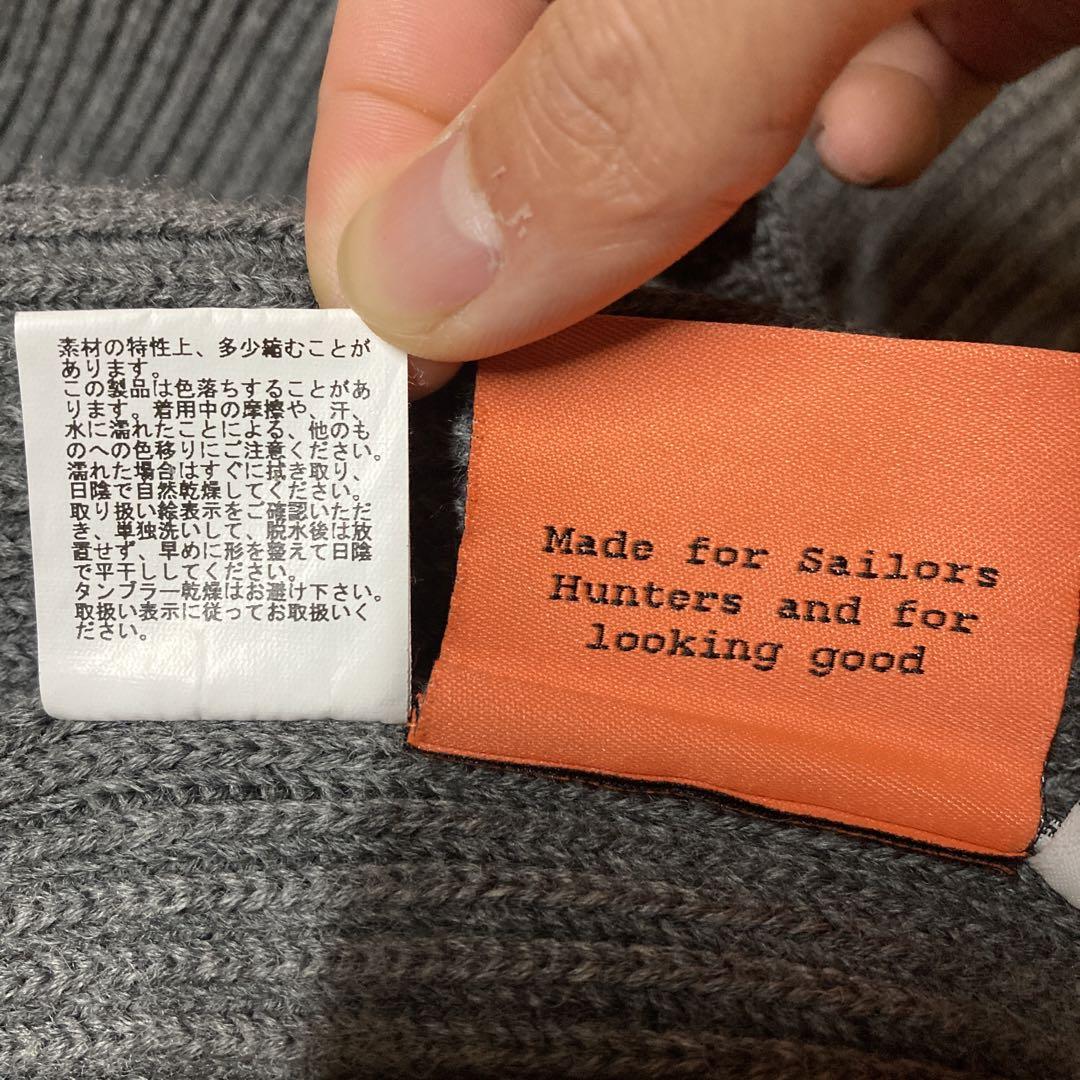 素材の特性上、多少縮むことが
あります。
この製品は色落ちすることがあ
ります。着用中の摩擦や、汗、
水に濡れたことによる、他のも
のへの色移りにご注意ください。
濡れた場合はすぐに拭き取り、
日陰で自然乾燥してください。
取り扱い絵表示をご確認いただ
き、単独洗いして、脱水後は放
置せず、早めに形を整えて日陰
で平干ししてください。
タンブラー乾燥はお避け下さい。
取扱い表示に従ってお取扱いく
ださい。
Made for Sailors
Hunters and for
looking good